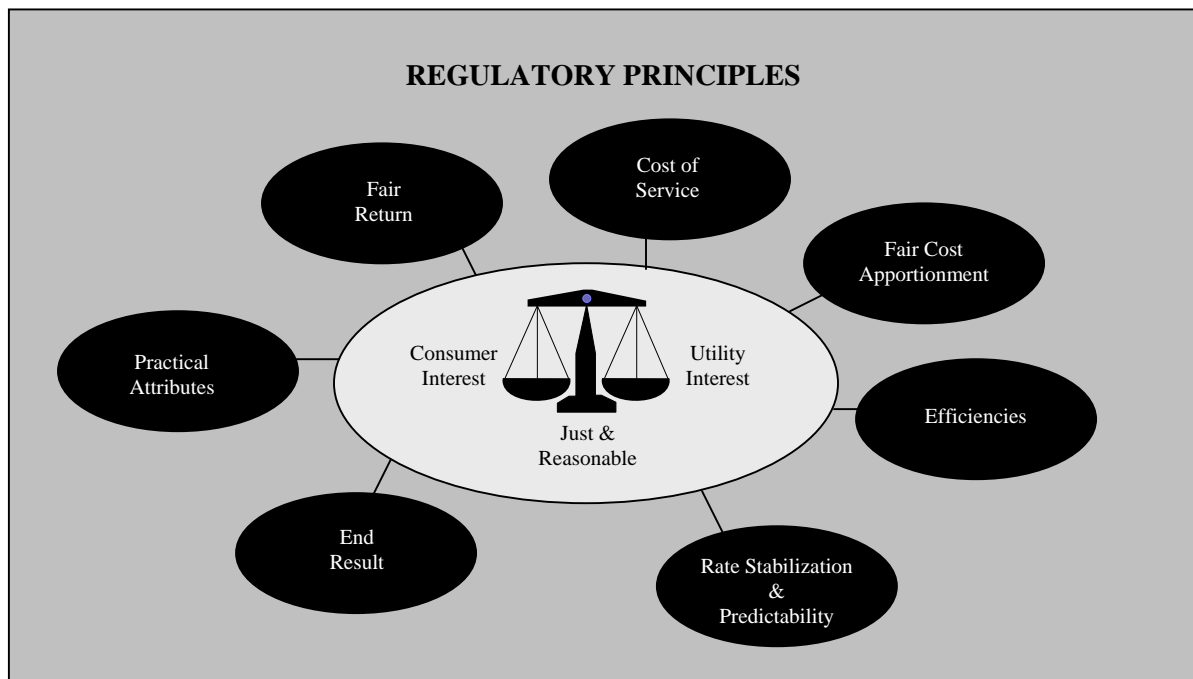 REGULATORY PRINCIPLES
Cost of
Service
Fair
Return
Fair Cost
Apportionment
Consumer
Interest
Utility
Interest
Practical
Attributes
Efficiencies
Just &
Reasonable
End
Result
Rate Stabilization
&
Predictability